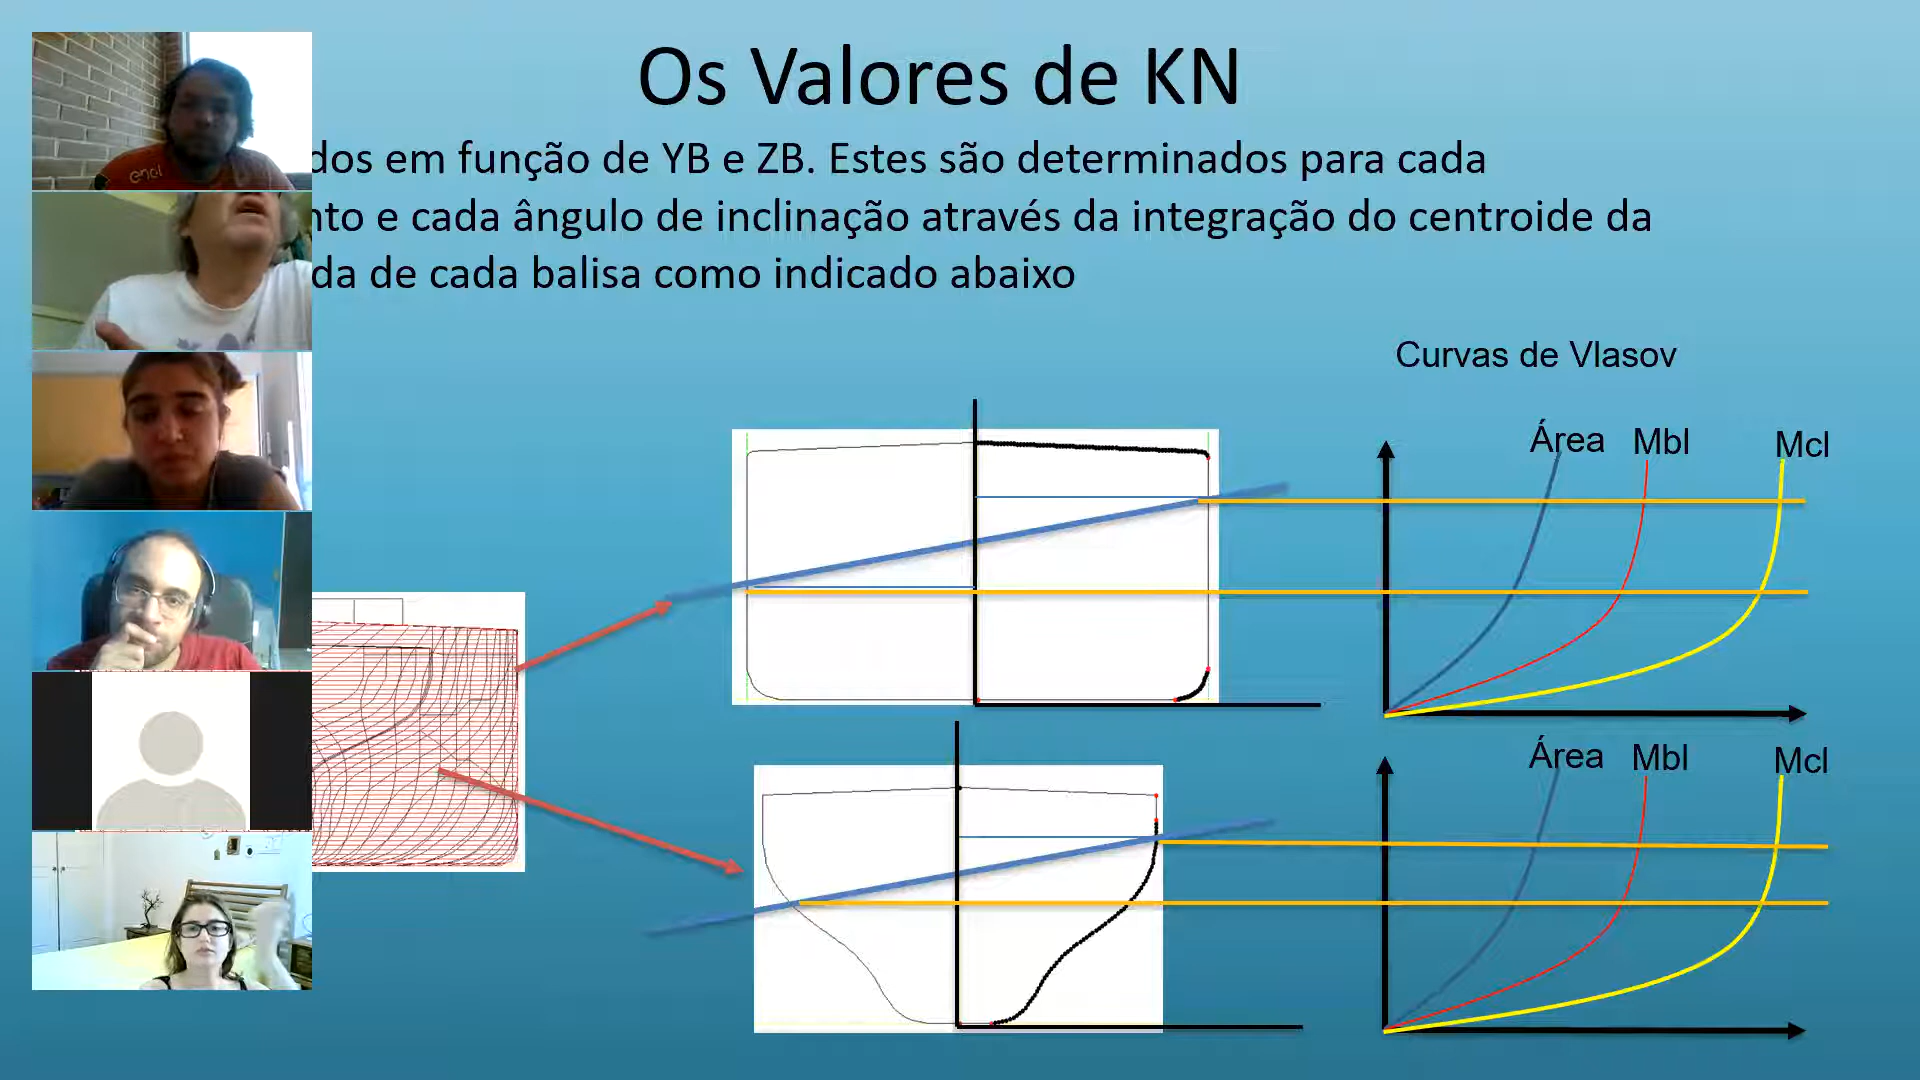 Os Valores de KN
dos em função de YB e ZB. Estes são determinados para cada
nto e cada ângulo de inclinação através da integração do centroide da
da de cada balisa como indicado abaixo
Curvas de Vlasov
Área Mbl Mcl
Área Mbl Mcl
enel